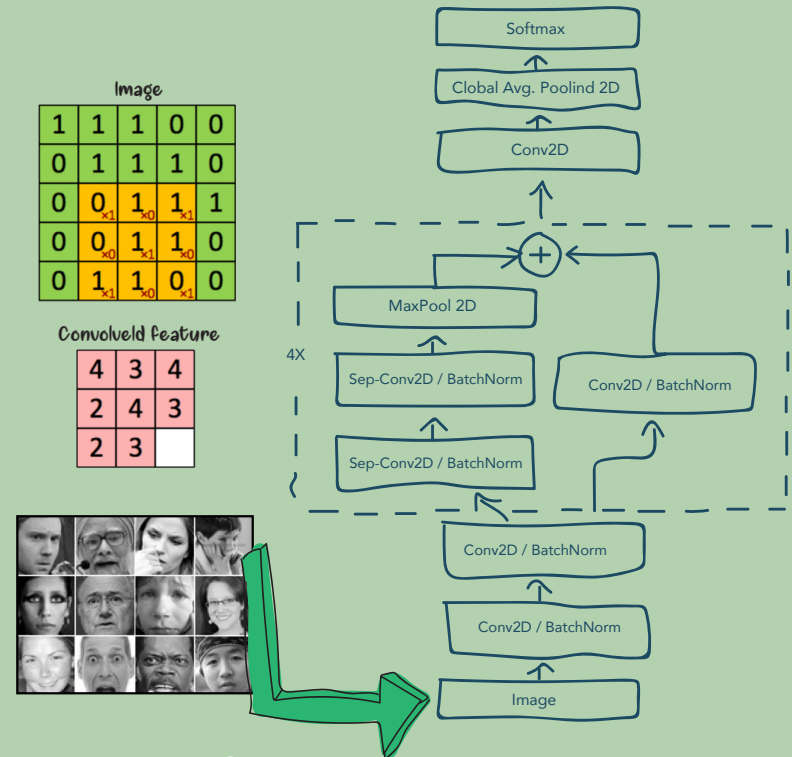 Image
1 1 1 0 0
0 1 1 1 0
0 0×1 1×0 1×1 1
0 0×0 1×1 1×0 0
0 1×1 1×0 0×1 0
Convolveld feature
4 3 4
2 4 3
2 3
Softmax
Clobal Avg. Poolind 2D
Conv2D
+
MaxPool 2D
4X
Sep-Conv2D / BatchNorm
Conv2D / BatchNorm
Sep-Conv2D / BatchNorm
Conv2D / BatchNorm
Conv2D / BatchNorm
Image